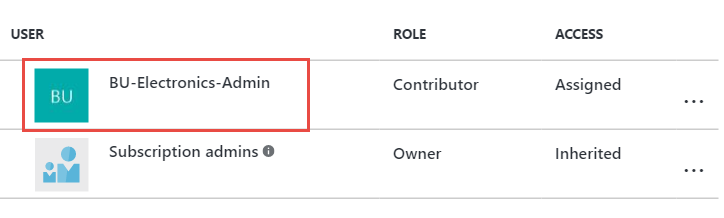 USER ROLE ACCESS
BU BU-Electronics-Admin Contributor Assigned ...
Subscription admins Owner Inherited ...